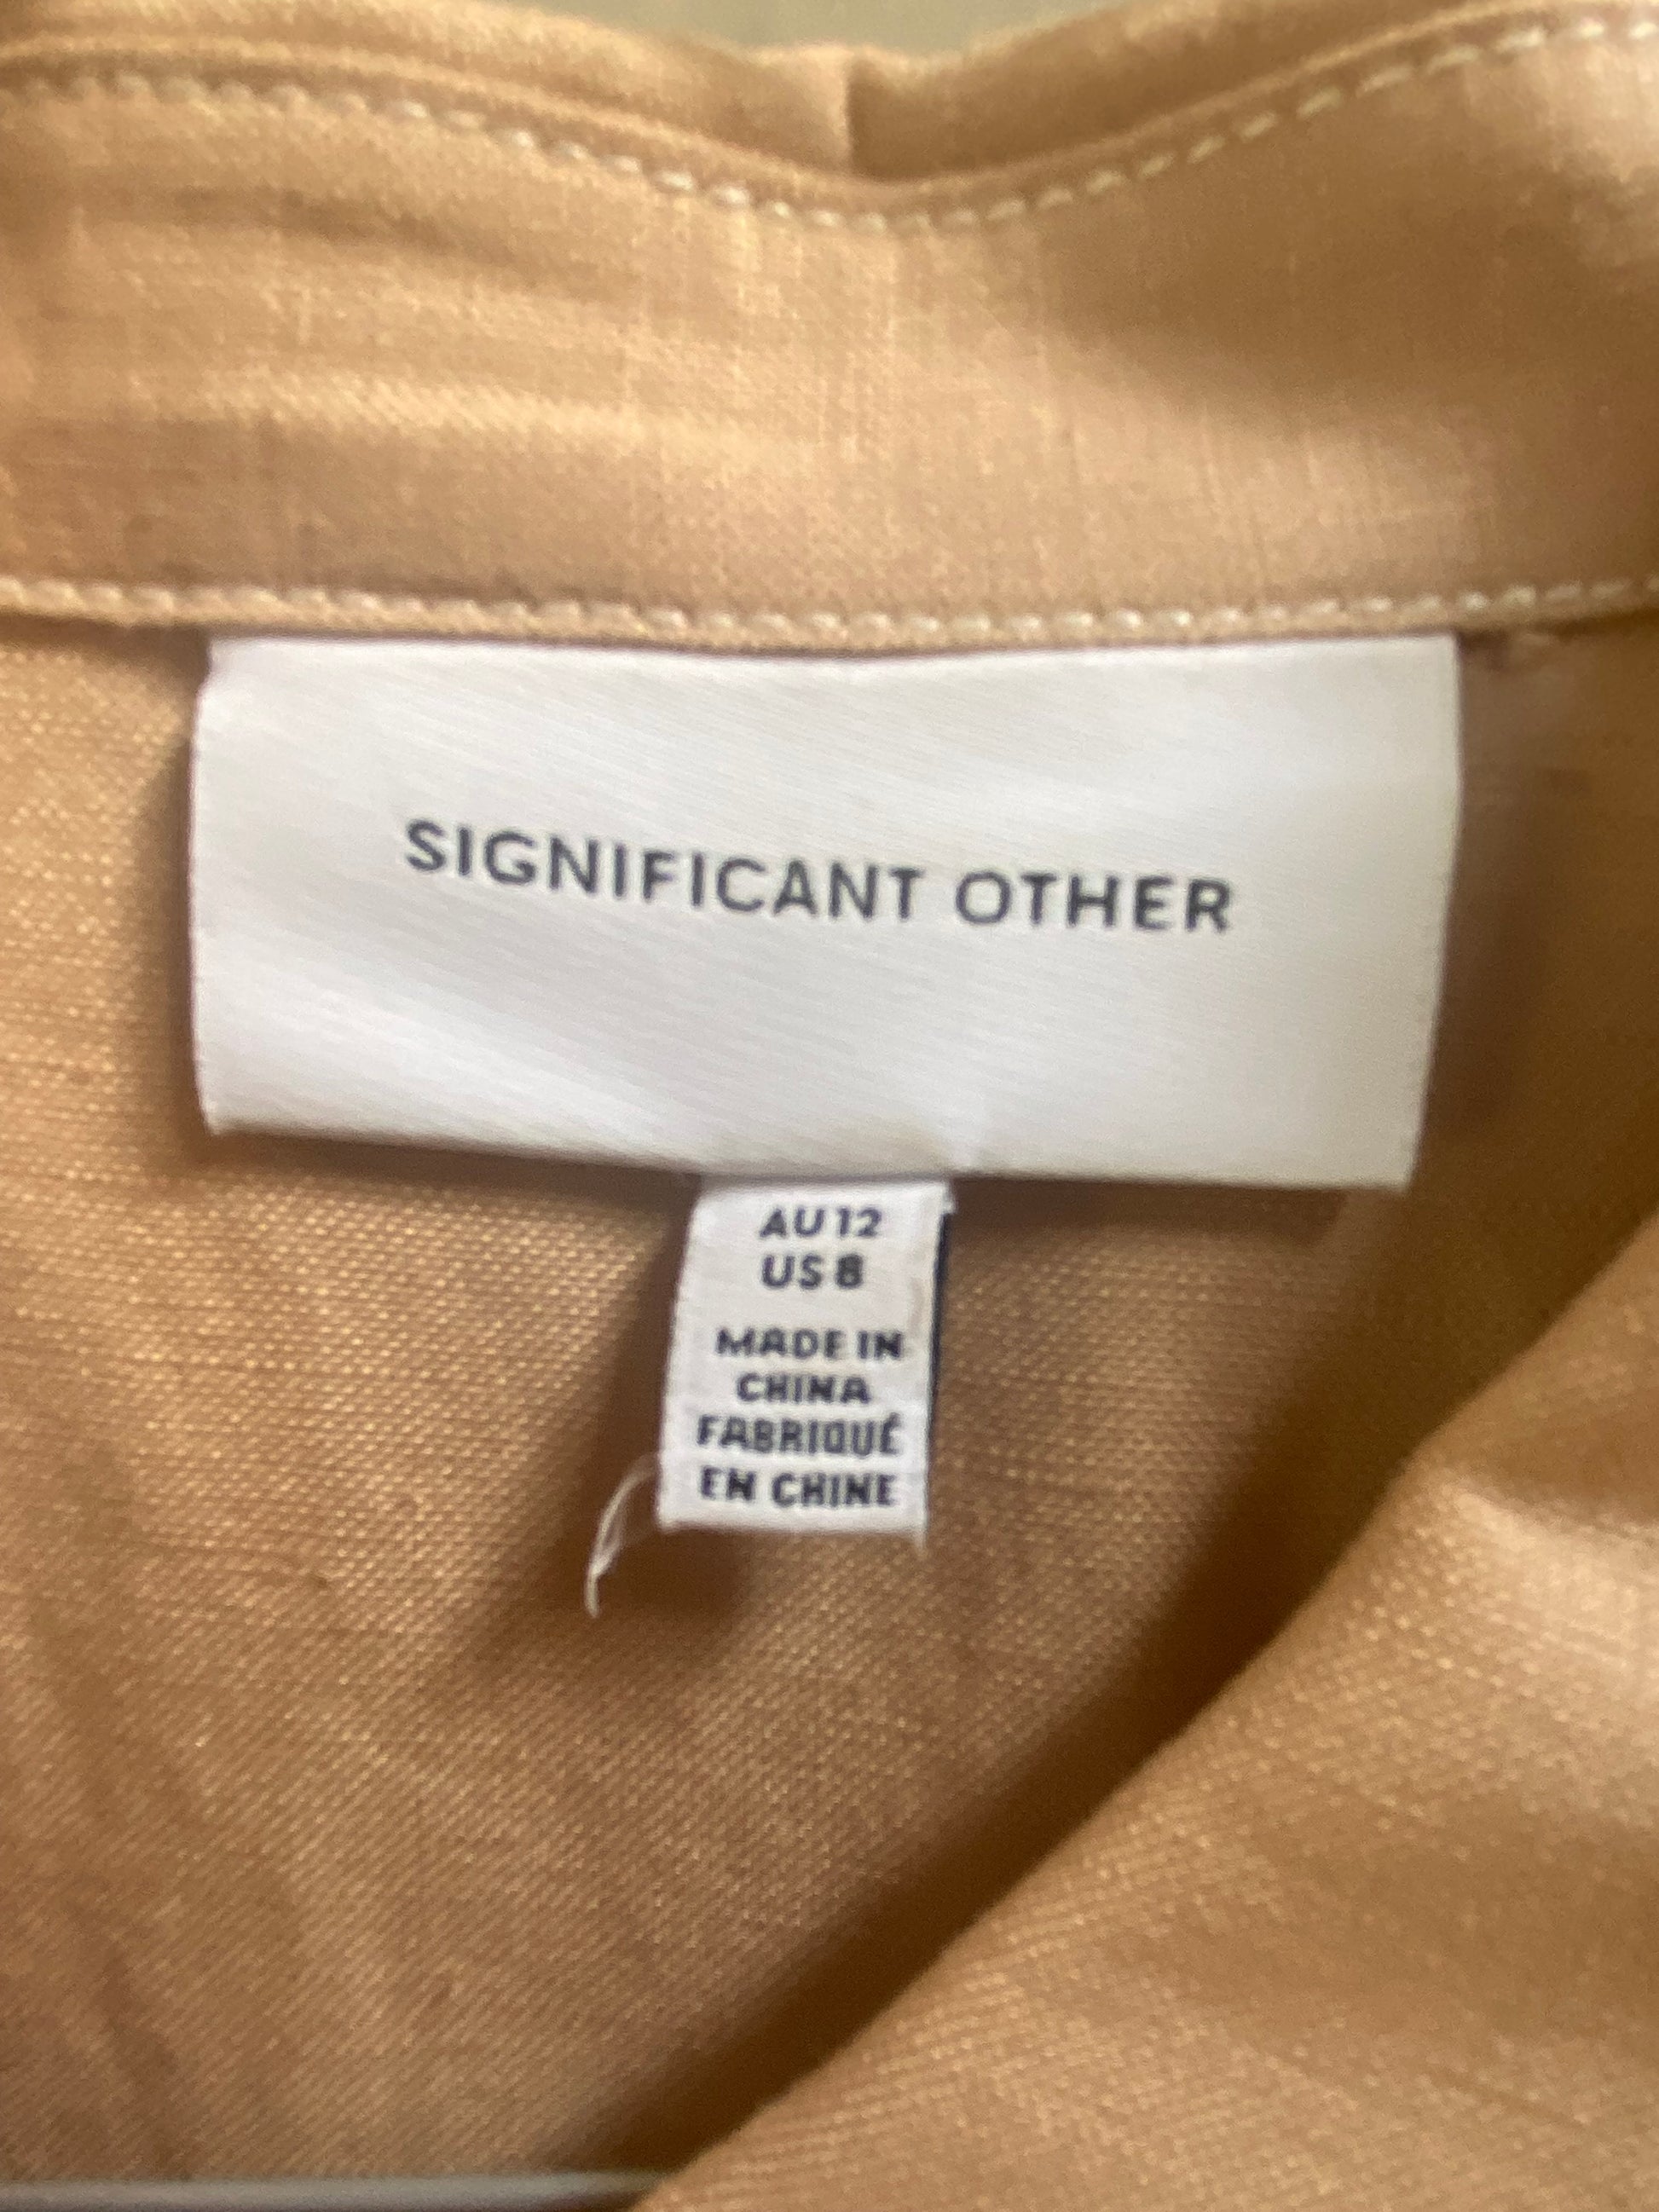 SIGNIFICANT OTHER
AU 12
US 8
MADE IN
CHINA
FABRIQUÉ
EN CHINE